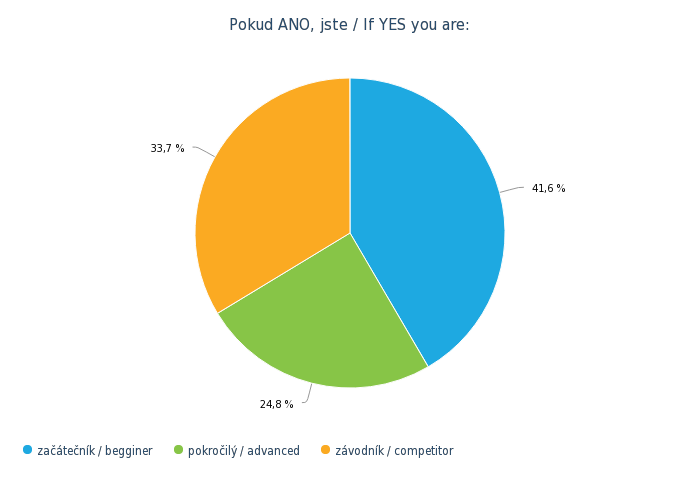 Pokud ANO, jste / If YES you are:
33,7 %
41,6 %
24,8 %
začátečník / begginer
pokročilý / advanced
závodník / competitor